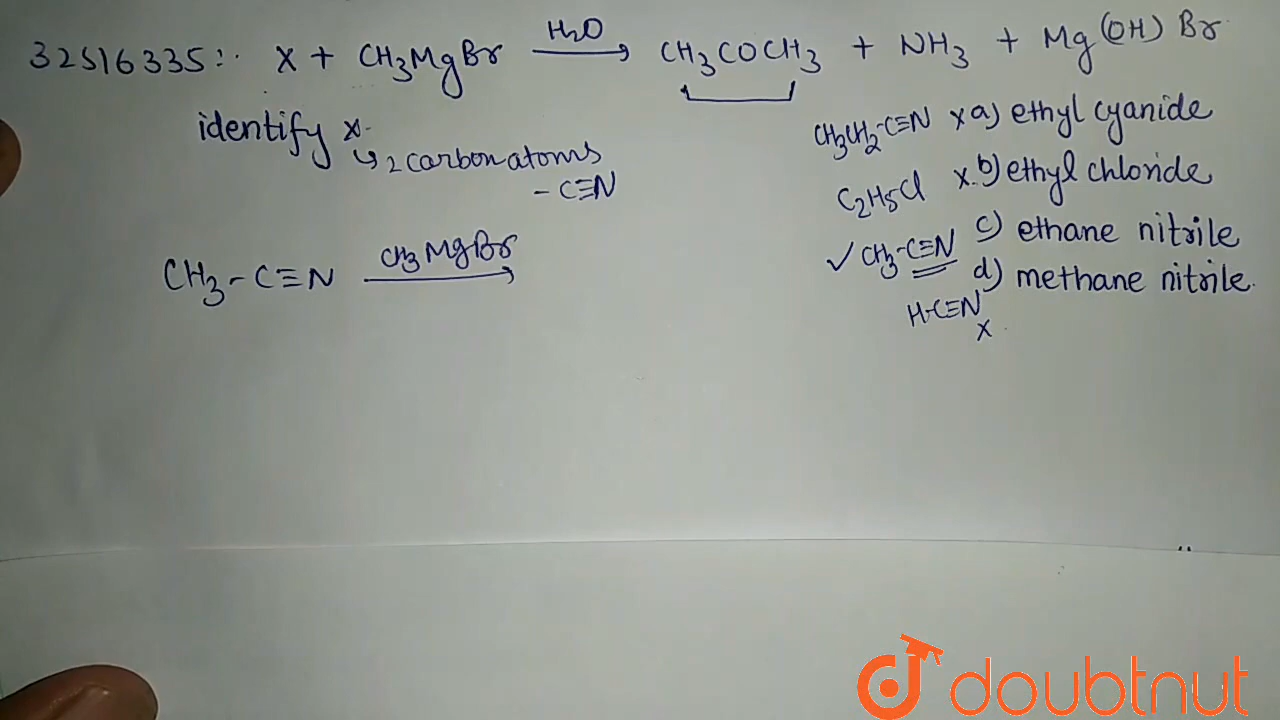 32516335:. X + CH₃MgBr —H₂O→ CH₃COCH₃ + NH₃ + Mg(OH)Br
identify x.
↳ 2 carbon atoms
-C≡N
CH₃CH₂-C≡N x a) ethyl cyanide
C₂H₅Cl x. b) ethyl chloride
✓ CH₃-C≡N c) ethane nitrile
d) methane nitrile.
H-C≡N
x
CH₃-C≡N —CH₃MgBr→
doubtnut